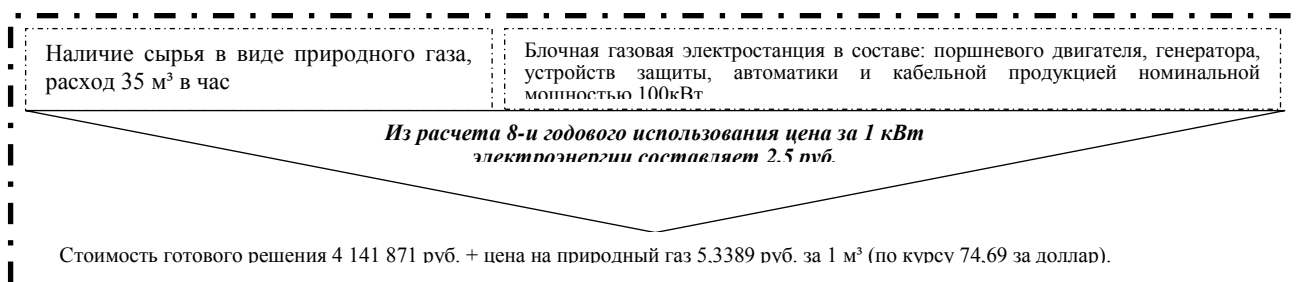 Наличие сырья в виде природного газа,
расход 35 м³ в час
Блочная газовая электростанция в составе: поршневого двигателя, генератора,
устройств защиты, автоматики и кабельной продукцией номинальной
мощностью 100кВт
Из расчета 8-и годового использования цена за 1 кВт
электроэнергии составляет 2,5 руб.
Стоимость готового решения 4 141 871 руб. + цена на природный газ 5,3389 руб. за 1 м³ (по курсу 74,69 за доллар).